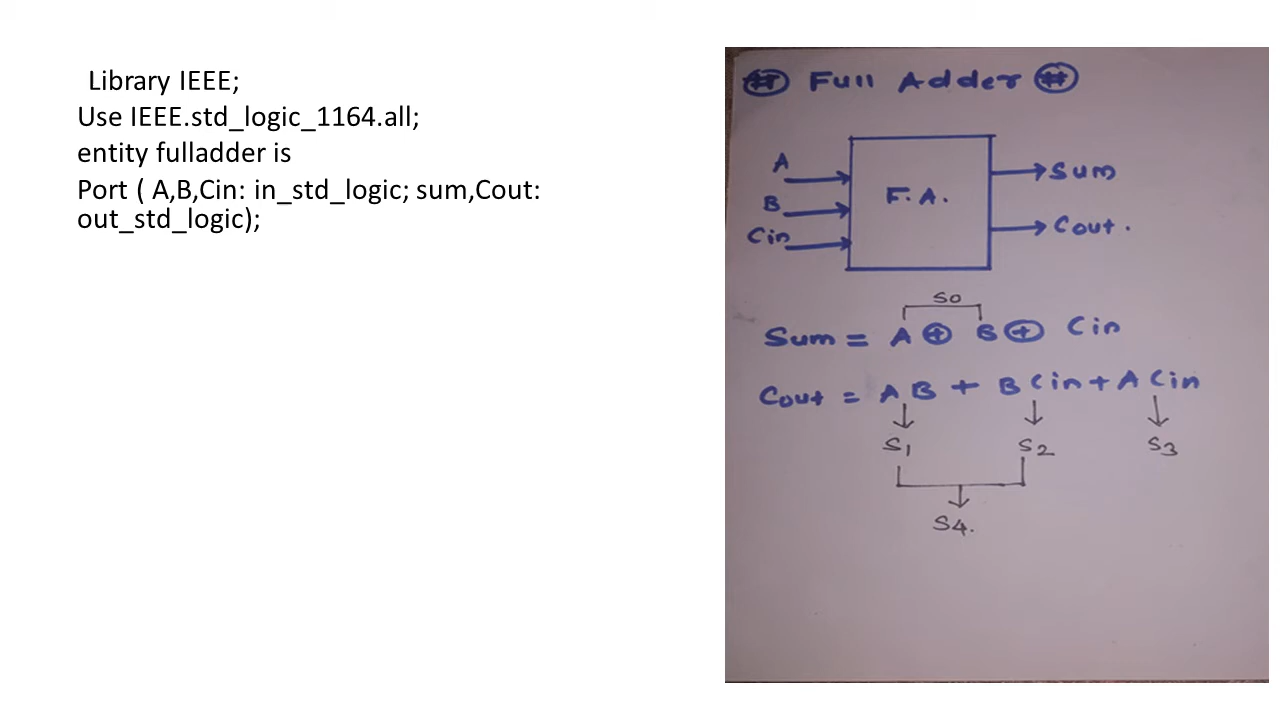 Library IEEE;
Use IEEE.std_logic_1164.all;
entity fulladder is
Port ( A,B,Cin: in_std_logic; sum,Cout:
out_std_logic);
# Full Adder #
A
B
Cin
F.A.
Sum
Cout.
S0
Sum = A ⊕ B ⊕ Cin
Cout = AB + BCin + ACin
S1 S2 S3
S4.